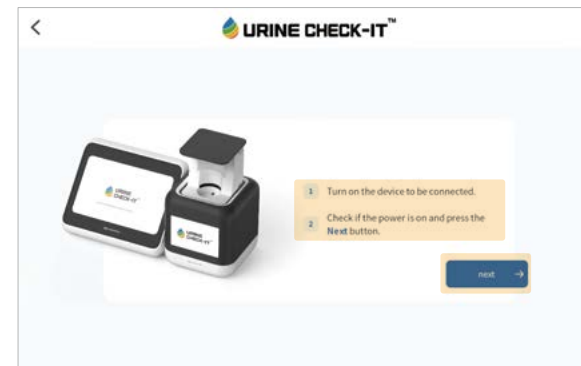 URINE CHECK-IT™
1 Turn on the device to be connected.
2 Check if the power is on and press the
Next button.
URINE
CHECK-IT
URINE
CHECK-IT
next →